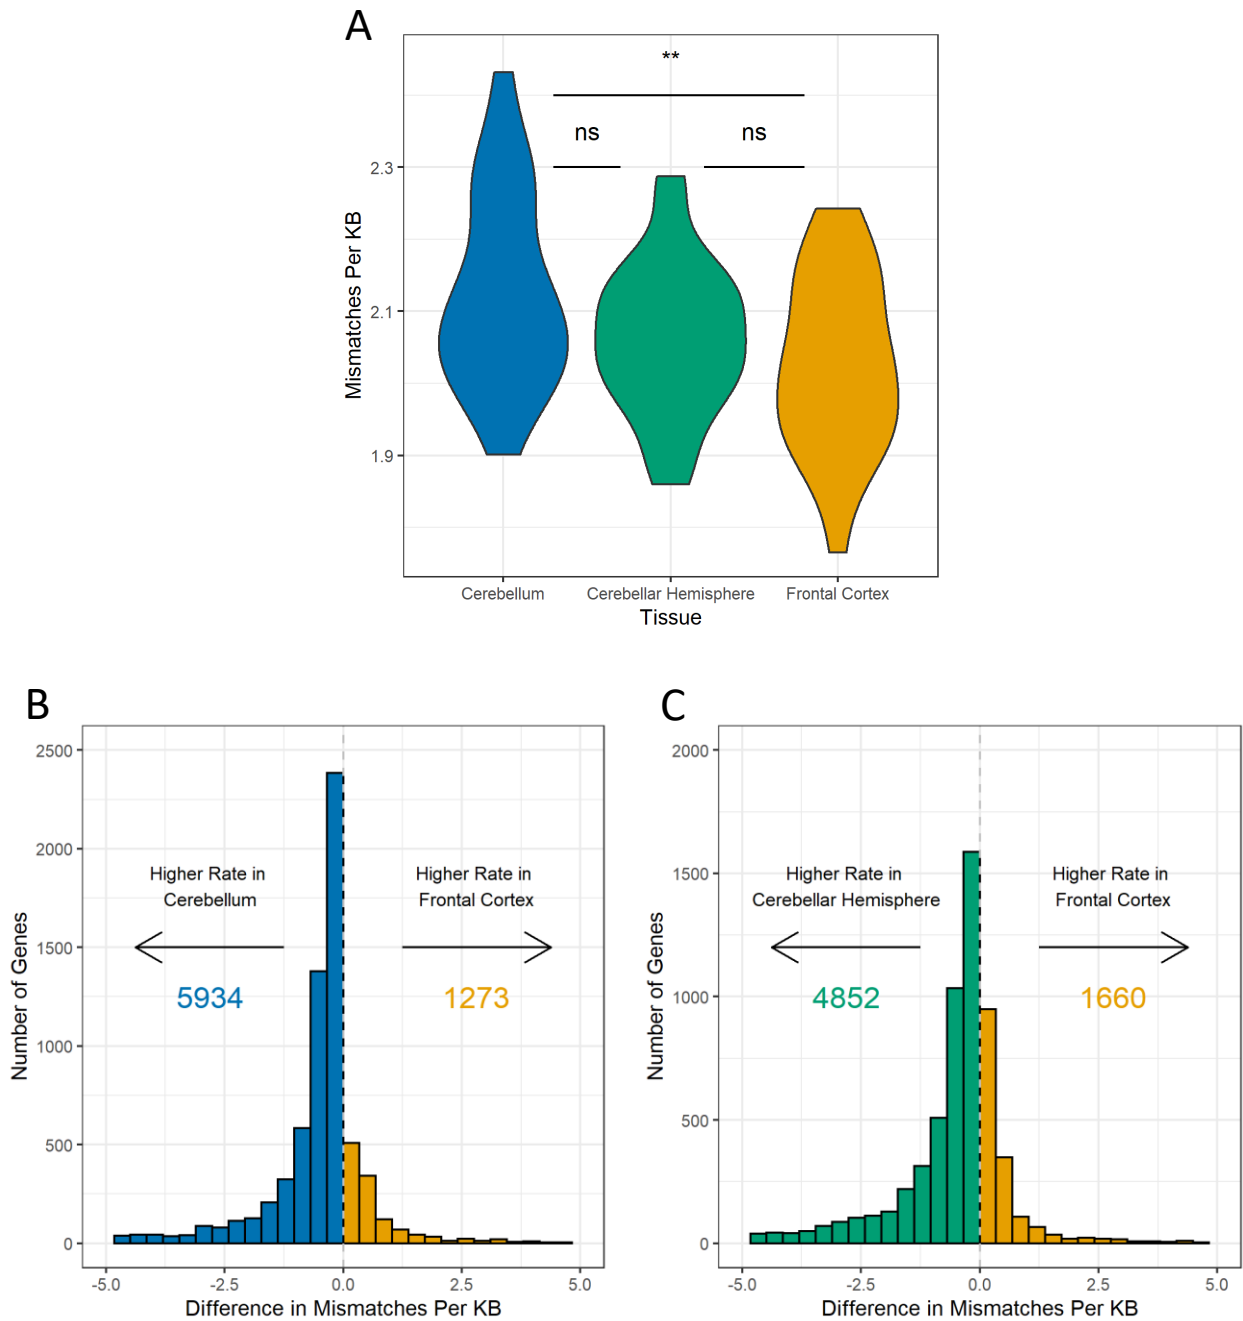 A
**
ns ns
2.3
2.1
1.9
Mismatches Per KB
Cerebellum Cerebellar Hemisphere Frontal Cortex
Tissue
B
2500
2000
1500
1000
500
0
Number of Genes
Higher Rate in
Cerebellum
5934
Higher Rate in
Frontal Cortex
1273
-5.0 -2.5 0.0 2.5 5.0
Difference in Mismatches Per KB
C
2000
1500
1000
500
0
Number of Genes
Higher Rate in
Cerebellar Hemisphere
4852
Higher Rate in
Frontal Cortex
1660
-5.0 -2.5 0.0 2.5 5.0
Difference in Mismatches Per KB